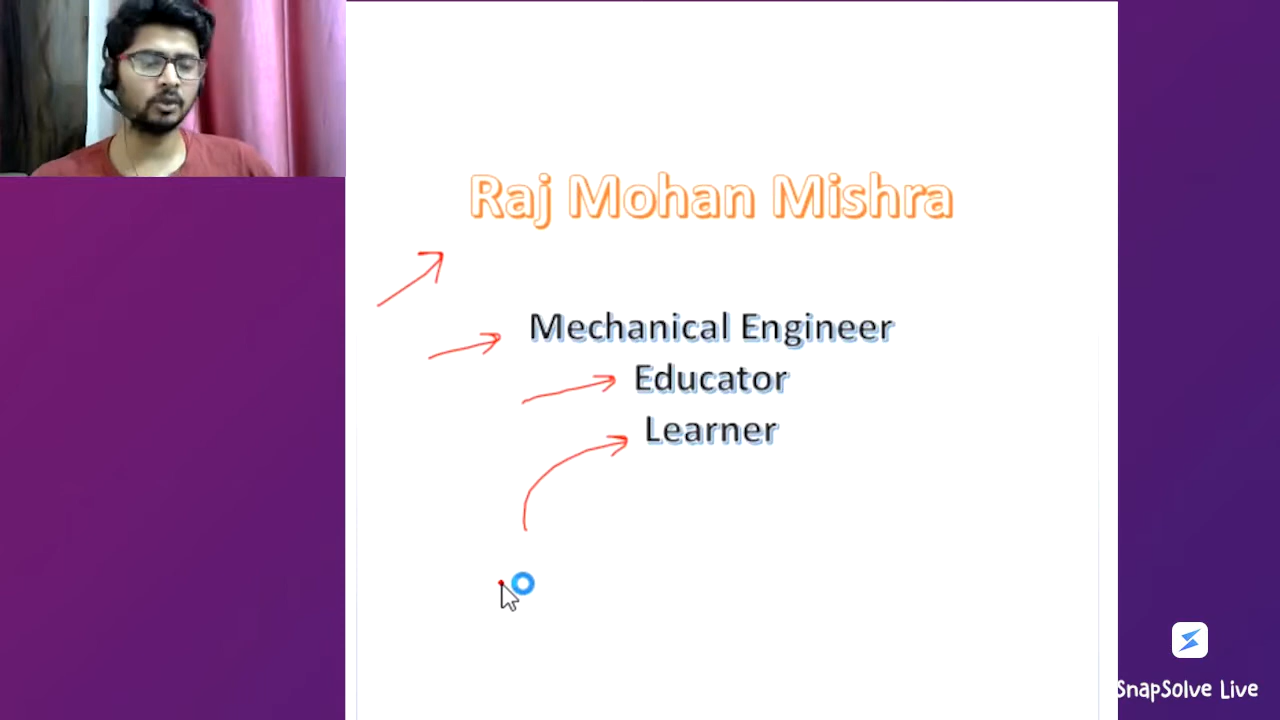 Raj Mohan Mishra
Mechanical Engineer
Educator
Learner
SnapSolve Live